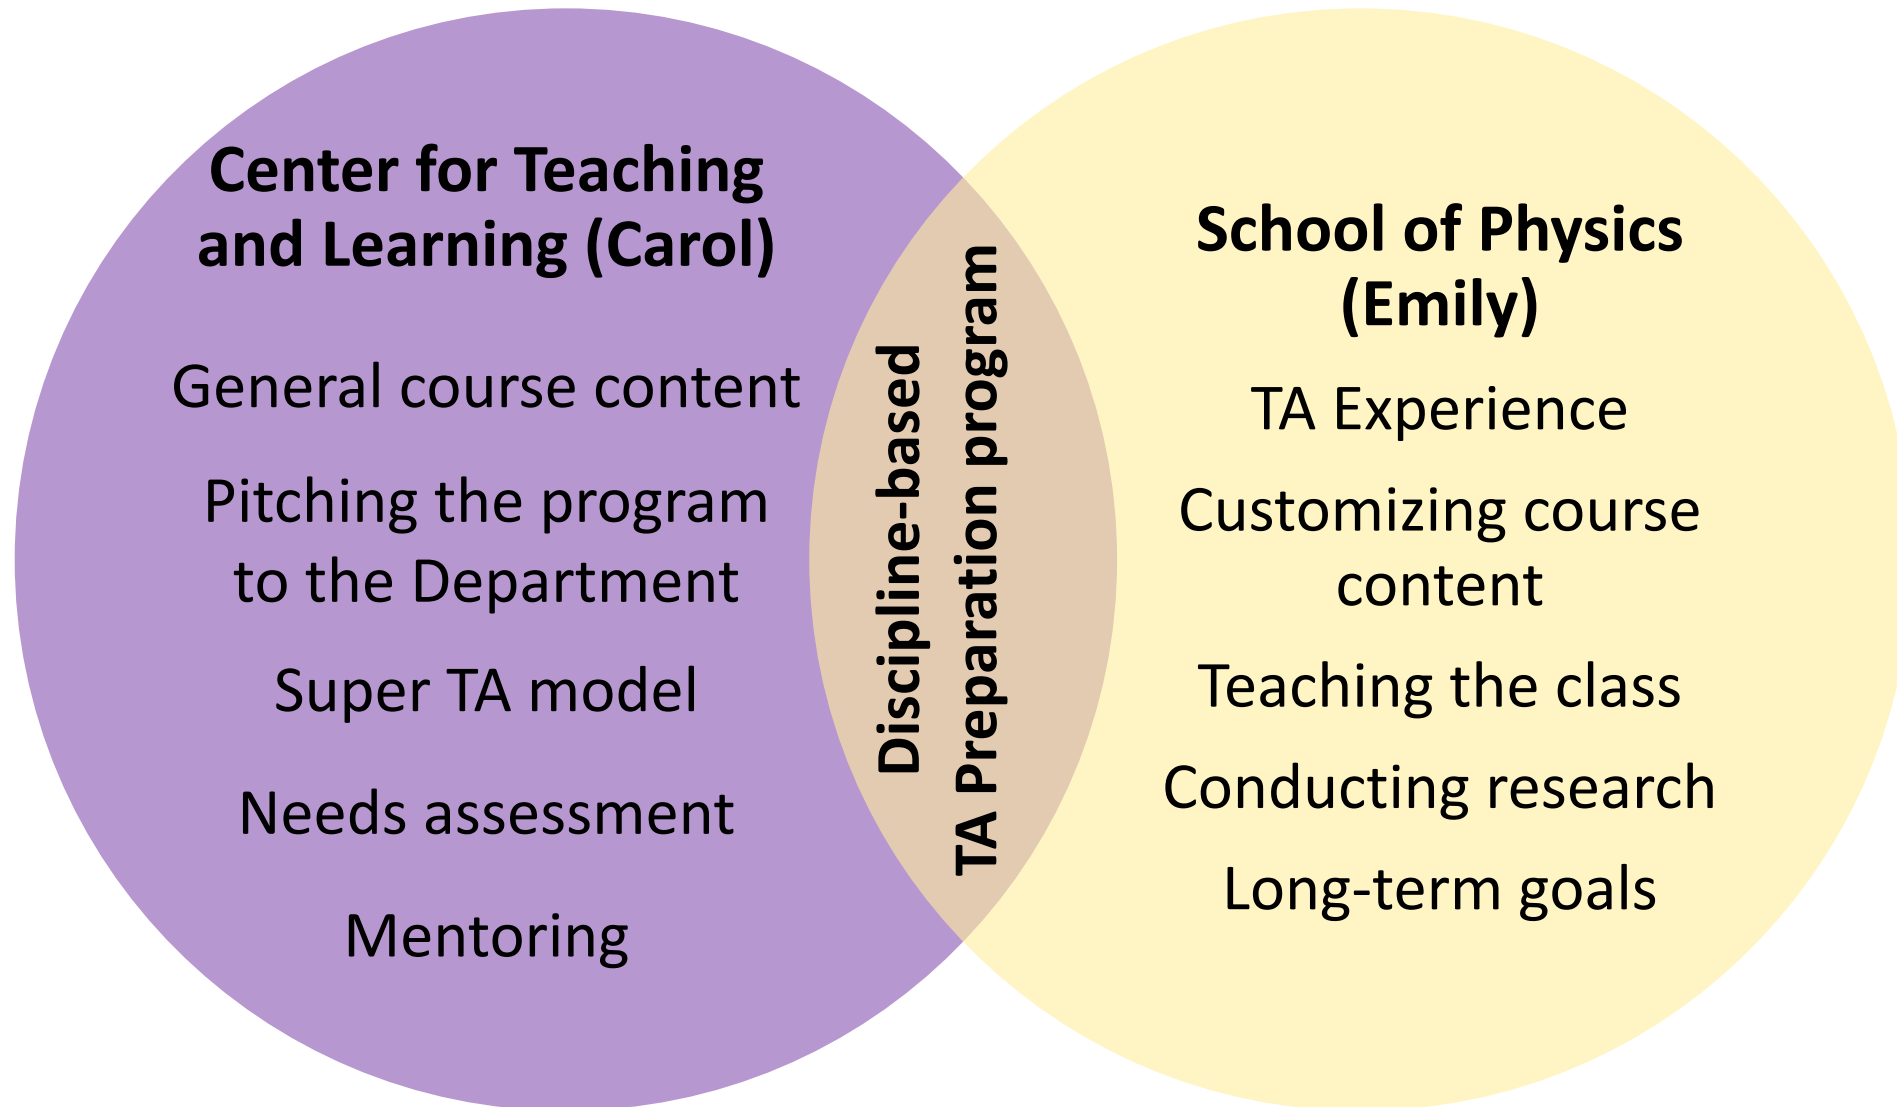 Center for Teaching
and Learning (Carol)
General course content
Pitching the program
to the Department
Super TA model
Needs assessment
Mentoring
Discipline-based
TA Preparation program
School of Physics
(Emily)
TA Experience
Customizing course
content
Teaching the class
Conducting research
Long-term goals